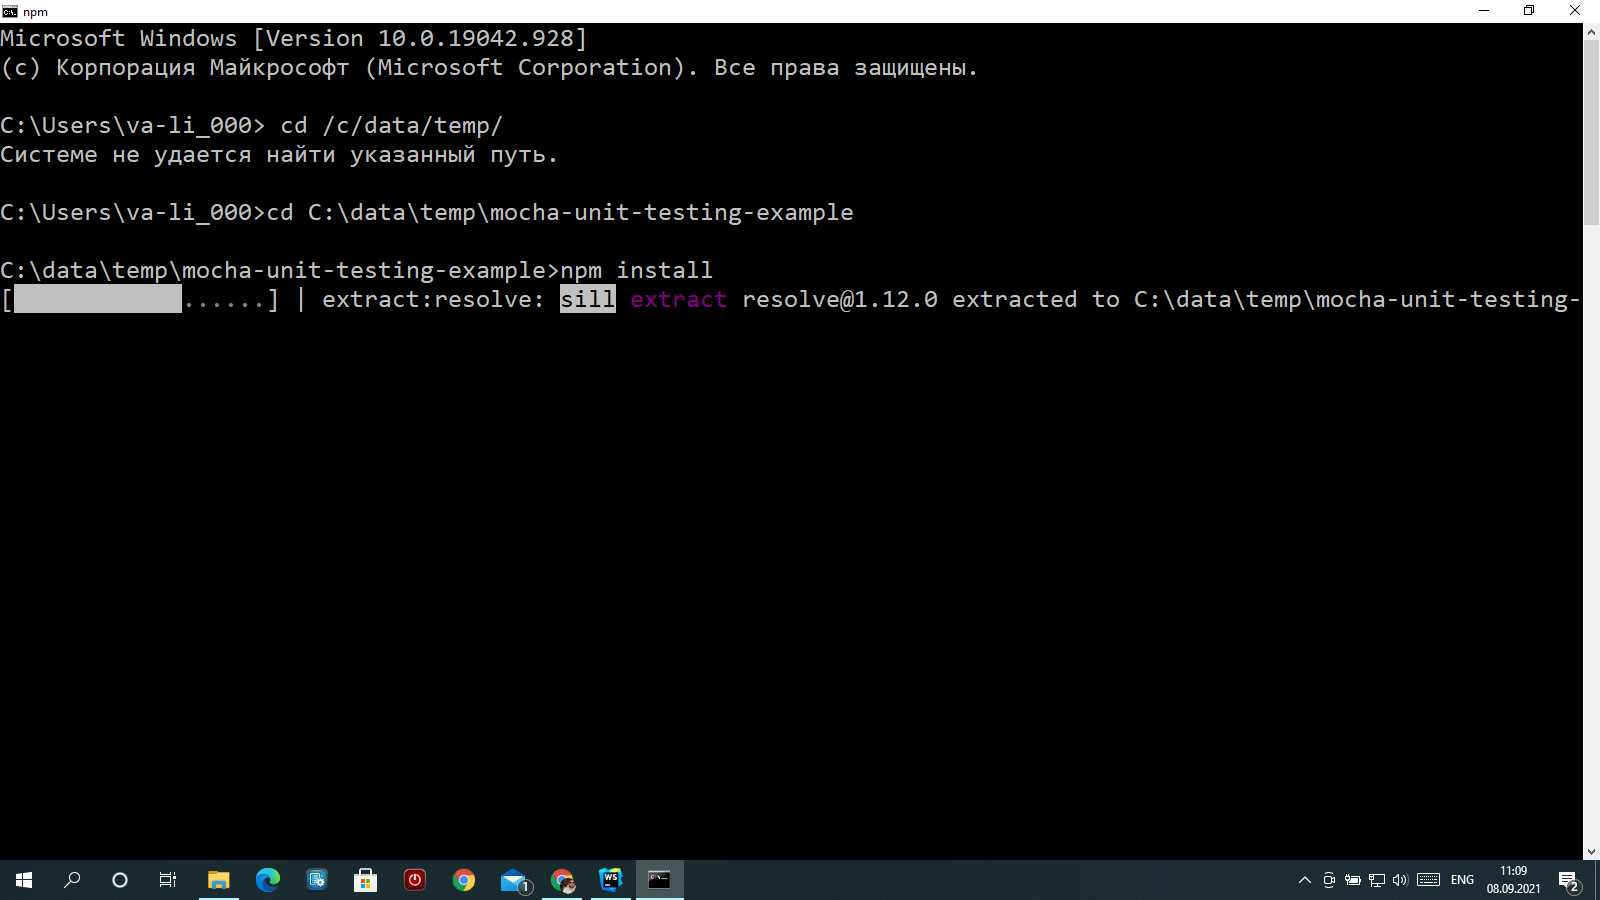 npm
Microsoft Windows [Version 10.0.19042.928]
(c) Корпорация Майкрософт (Microsoft Corporation). Все права защищены.
C:\Users\va-li_000> cd /c/data/temp/
Системе не удается найти указанный путь.
C:\Users\va-li_000>cd C:\data\temp\mocha-unit-testing-example
C:\data\temp\mocha-unit-testing-example>npm install
[            ......] | extract:resolve: sill extract resolve@1.12.0 extracted to C:\data\temp\mocha-unit-testing-
1
WS
ENG
11:09
08.09.2021
2